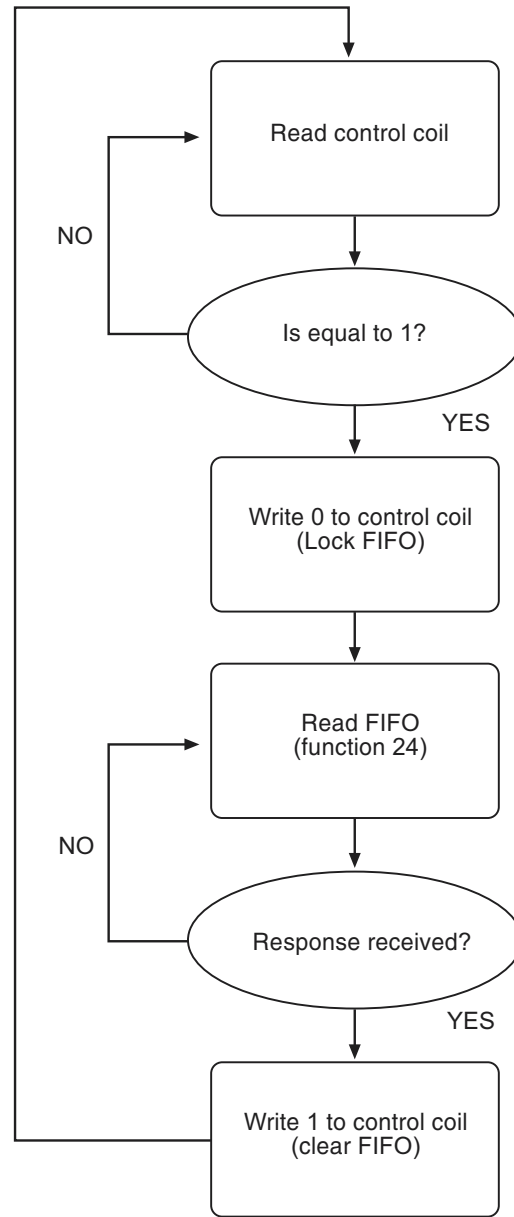 Read control coil
NO
Is equal to 1?
YES
Write 0 to control coil
(Lock FIFO)
Read FIFO
(function 24)
NO
Response received?
YES
Write 1 to control coil
(clear FIFO)